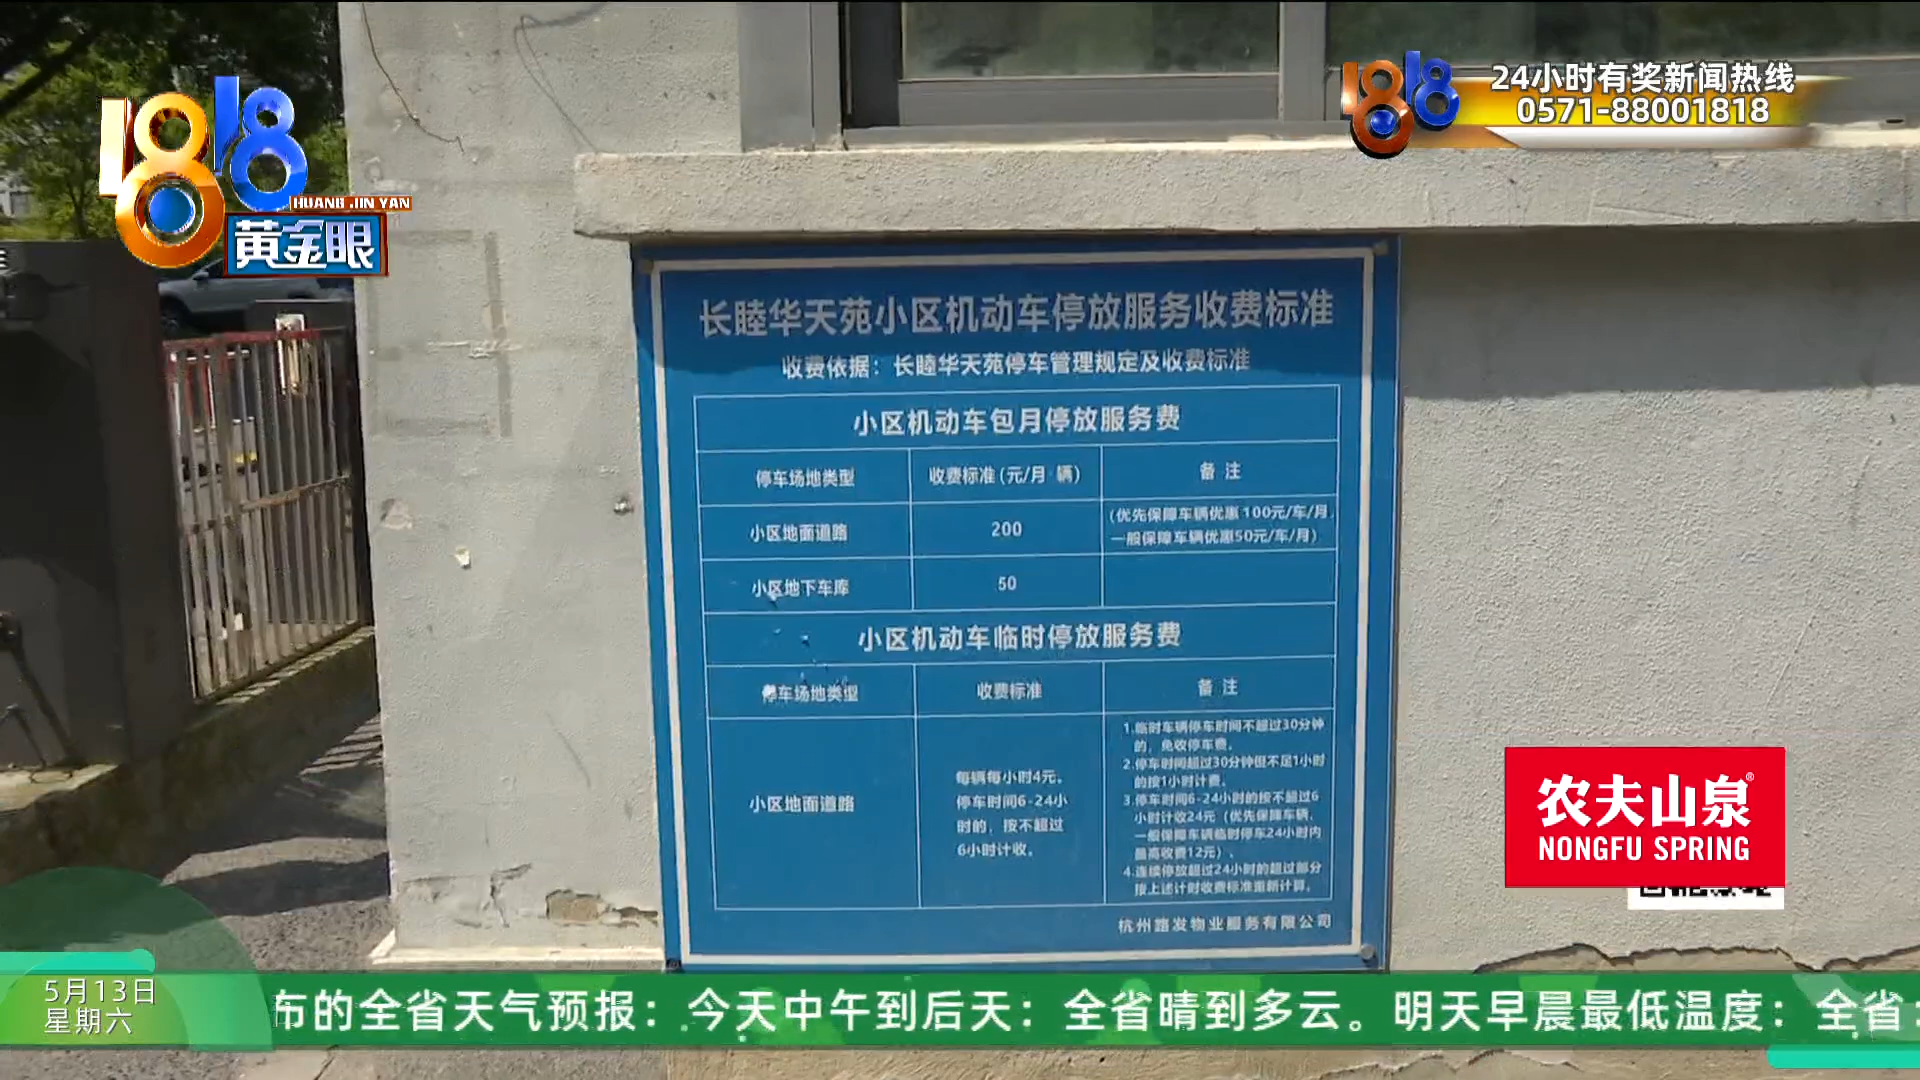 1818
HUANG JIN YAN
黄金眼
1818
24小时有奖新闻热线
0571-88001818
长睦华天苑小区机动车停放服务收费标准
收费依据：长睦华天苑停车管理规定及收费标准
小区机动车包月停放服务费
停车场地类型
收费标准(元/月·辆)
备 注
小区地面道路
200
(优先保障车辆优惠100元/车/月,
一般保障车辆优惠50元/车/月)
小区地下车库
50
小区机动车临时停放服务费
停车场地类型
收费标准
备 注
小区地面道路
每辆每小时4元。
停车时间6-24小
时的，按不超过
6小时计收。
1.临时车辆停车时间不超过30分钟
的，免收停车费。
2.停车时间超过30分钟但不足1小时
的按1小时计费。
3.停车时间6-24小时的按不超过6
小时计收24元（优先保障车辆、
一般保障车辆临时停车24小时内
最高收费12元）。
4.连续停放超过24小时的超过部分
按上述计时收费标准重新计算。
杭州路发物业服务有限公司
农夫山泉®
NONGFU SPRING
5月13日
星期六
布的全省天气预报：今天中午到后天：全省晴到多云。明天早晨最低温度：全省：